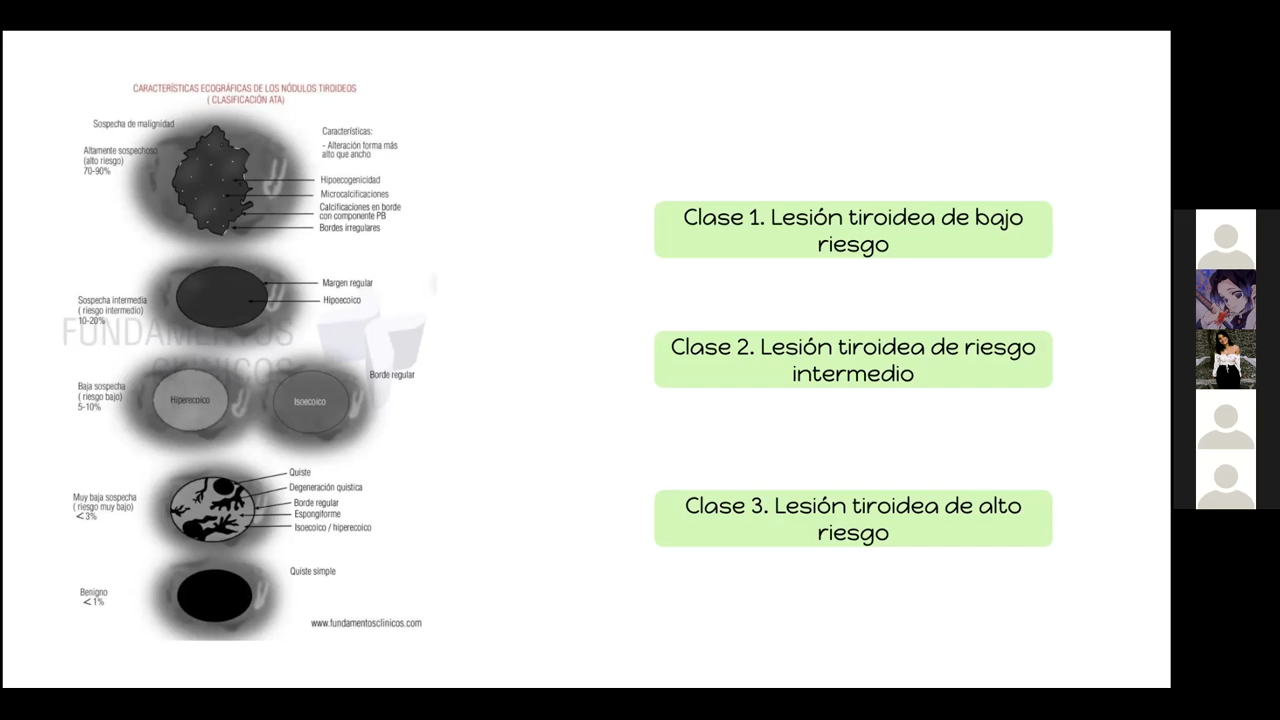 CARACTERÍSTICAS ECOGRÁFICAS DE LOS NÓDULOS TIROIDEOS
( CLASIFICACIÓN ATA)
Sospecha de malignidad
Altamente sospechoso
(alto riesgo)
70-90%
Características:
- Alteración forma más
alto que ancho
Hipoecogenicidad
Microcalcificaciones
Calcificaciones en borde
con componente PB
Bordes irregulares
Sospecha intermedia
( riesgo intermedio)
10-20%
Margen regular
Hipoecoico
FUNDAMENTOS
CLINICOS
Baja sospecha
( riesgo bajo)
5-10%
Hiperecoico
Isoecoico
Borde regular
Muy baja sospecha
( riesgo muy bajo)
<3%
Quiste
Degeneración quistica
Borde regular
Espongiforme
Isoecoico / hiperecoico
Benigno
<1%
Quiste simple
www.fundamentosclinicos.com
Clase 1. Lesión tiroidea de bajo
riesgo
Clase 2. Lesión tiroidea de riesgo
intermedio
Clase 3. Lesión tiroidea de alto
riesgo